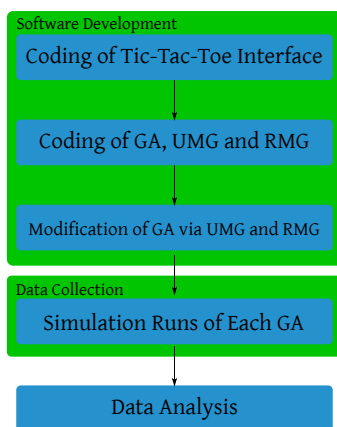 Software Development
Coding of Tic-Tac-Toe Interface
Coding of GA, UMG and RMG
Modification of GA via UMG and RMG
Data Collection
Simulation Runs of Each GA
Data Analysis